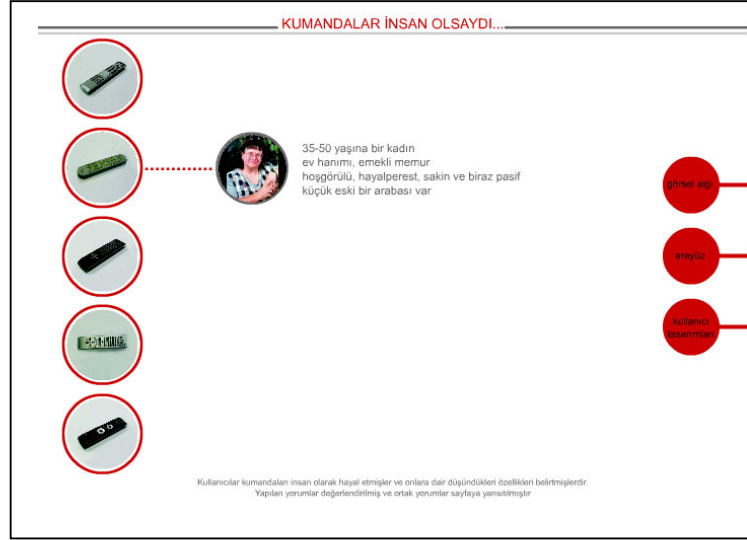 KUMANDALAR İNSAN OLSAYDI...
35-50 yaşına bir kadın
ev hanımı, emekli memur
hoşgörülü, hayalperest, sakin ve biraz pasif
küçük eski bir arabası var
görsel algı
arayüz
kullanıcı
tasarımları
Kullanıcılar kumandaları insan olarak hayal etmişler ve onlara dair düşündükleri özellikleri belirtmişlerdir.
Yapılan yorumlar değerlendirilmiş ve ortak yorumlar sayfaya yansıtılmıştır